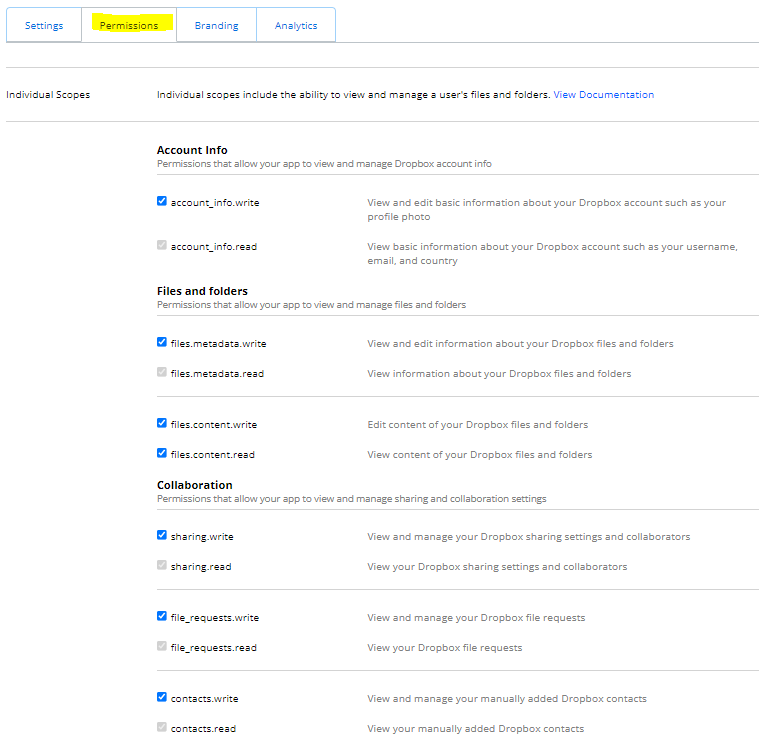 Settings Permissions Branding Analytics
Individual Scopes Individual scopes include the ability to view and manage a user's files and folders. View Documentation
Account Info
Permissions that allow your app to view and manage Dropbox account info
account_info.write View and edit basic information about your Dropbox account such as your
profile photo
account_info.read View basic information about your Dropbox account such as your username,
email, and country
Files and folders
Permissions that allow your app to view and manage files and folders
files.metadata.write View and edit information about your Dropbox files and folders
files.metadata.read View information about your Dropbox files and folders
files.content.write Edit content of your Dropbox files and folders
files.content.read View content of your Dropbox files and folders
Collaboration
Permissions that allow your app to view and manage sharing and collaboration settings
sharing.write View and manage your Dropbox sharing settings and collaborators
sharing.read View your Dropbox sharing settings and collaborators
file_requests.write View and manage your Dropbox file requests
file_requests.read View your Dropbox file requests
contacts.write View and manage your manually added Dropbox contacts
contacts.read View your manually added Dropbox contacts